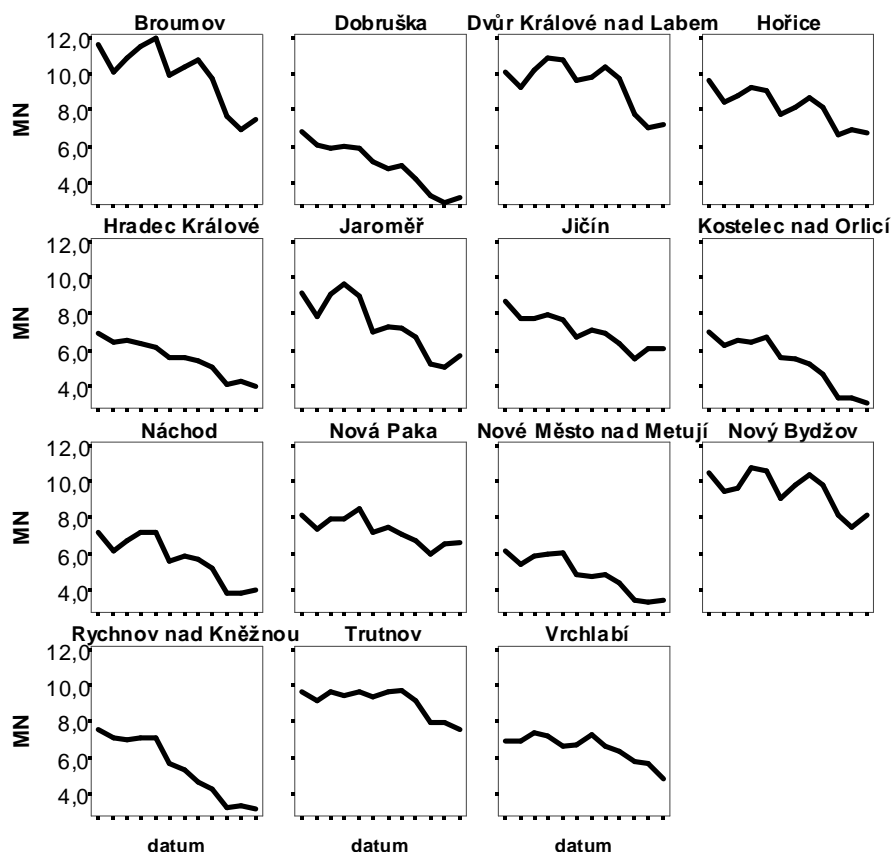 Broumov Dobruška Dvůr Králové nad Labem Hořice
12,0
10,0
8,0
6,0
4,0
MN
Hradec Králové Jaroměř Jičín Kostelec nad Orlicí
12,0
10,0
8,0
6,0
4,0
MN
Náchod Nová Paka Nové Město nad Metují Nový Bydžov
12,0
10,0
8,0
6,0
4,0
MN
Rychnov nad Kněžnou Trutnov Vrchlabí
12,0
10,0
8,0
6,0
4,0
MN
datum datum datum